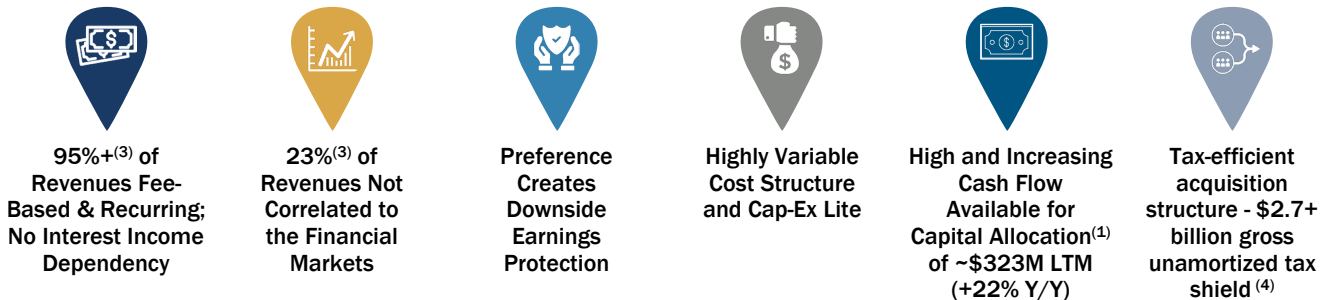 95%+(3) of
Revenues Fee-
Based & Recurring;
No Interest Income
Dependency
23%(3) of
Revenues Not
Correlated to
the Financial
Markets
Preference
Creates
Downside
Earnings
Protection
Highly Variable
Cost Structure
and Cap-Ex Lite
High and Increasing
Cash Flow
Available for
Capital Allocation(1)
of ~$323M LTM
(+22% Y/Y)
Tax-efficient
acquisition
structure - $2.7+
billion gross
unamortized tax
shield (4)